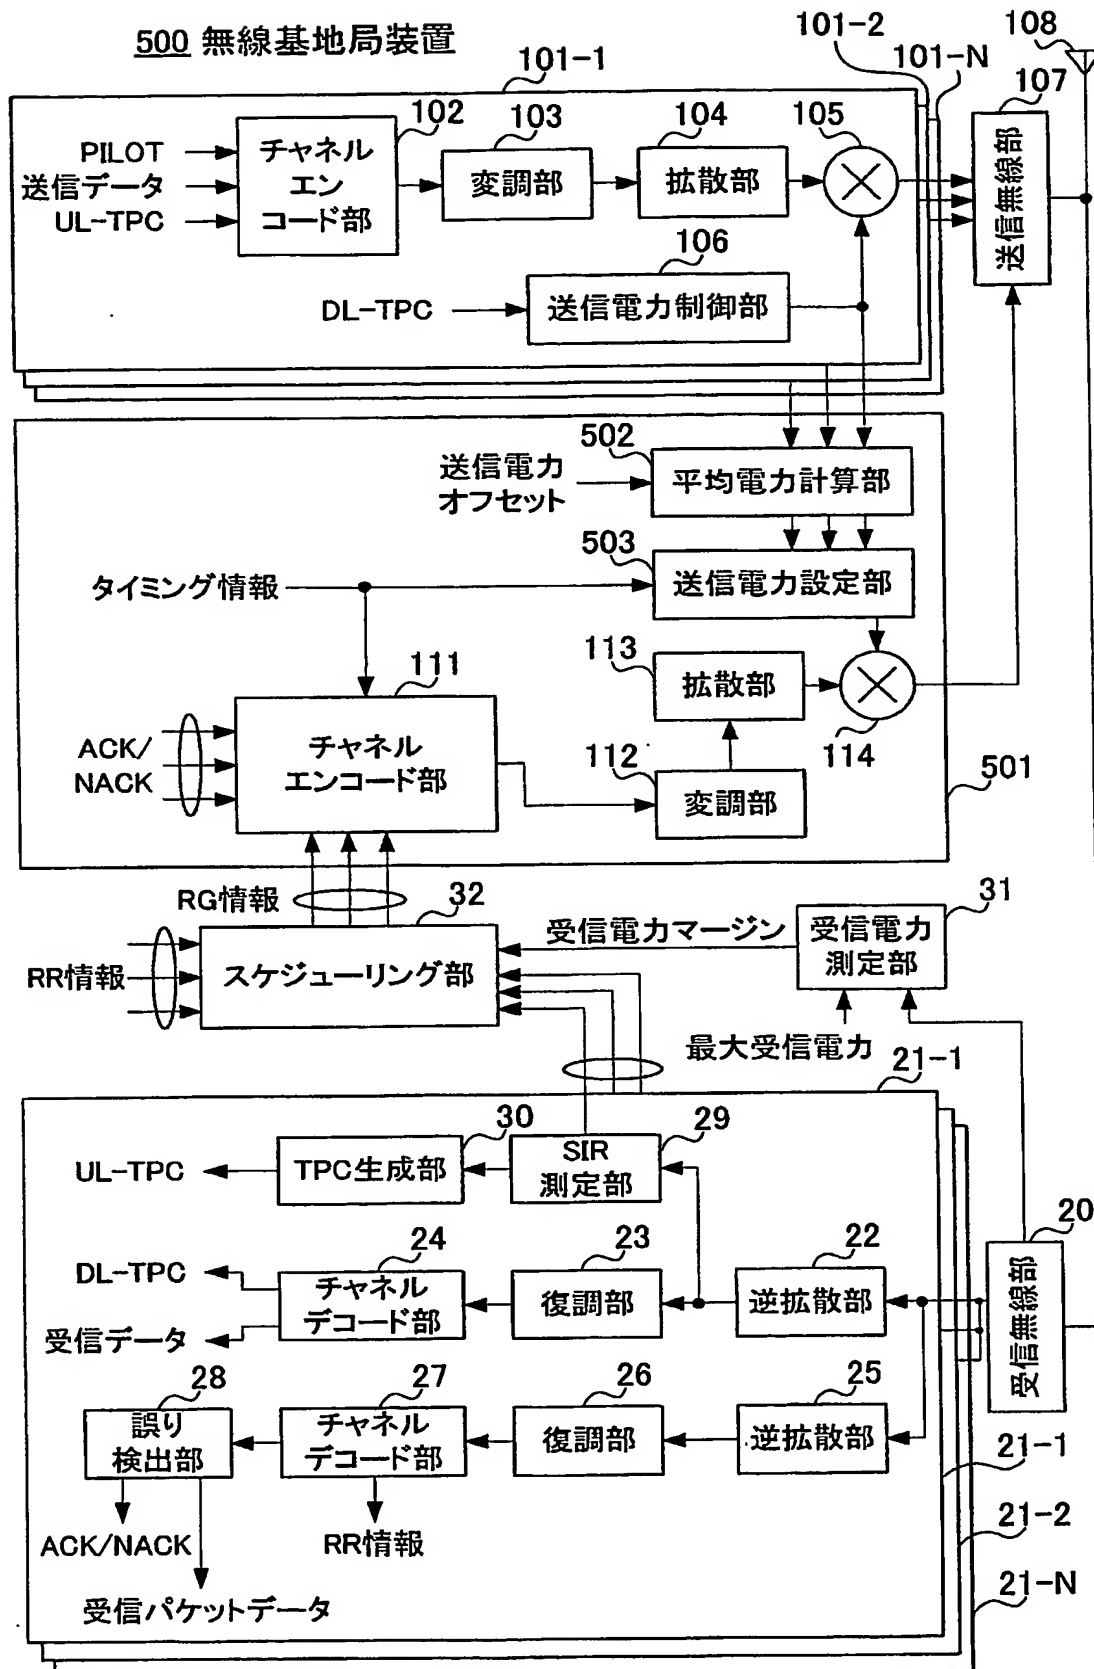 500 無線基地局装置
101-1
101-2
101-N
108
107
PILOT
送信データ
UL-TPC
チャネル
エン
コード部
102
103
変調部
104
拡散部
105
送信無線部
106
DL-TPC
送信電力制御部
502
送信電力
オフセット
平均電力計算部
503
タイミング情報
送信電力設定部
111
113
拡散部
ACK/
NACK
チャネル
エンコード部
112
変調部
114
501
RG情報
32
受信電力マージン
31
受信電力
測定部
RR情報
スケジューリング部
最大受信電力
21-1
30
29
UL-TPC
TPC生成部
SIR
測定部
20
24
23
22
DL-TPC
チャネル
デコード部
復調部
逆拡散部
受信無線部
受信データ
28
27
26
25
誤り
検出部
チャネル
デコード部
復調部
逆拡散部
21-1
ACK/NACK
RR情報
21-2
受信パケットデータ
21-N